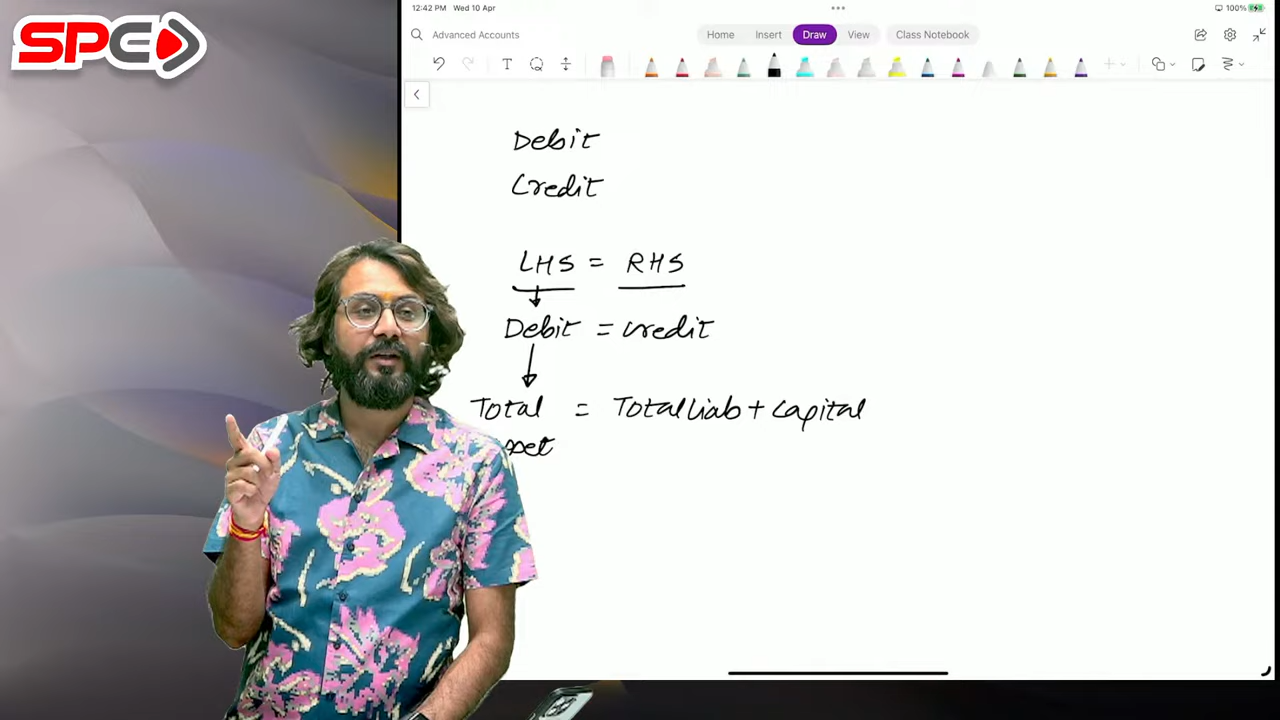 SPED
12:42 PM Wed 10 Apr
100%
Advanced Accounts
Home Insert Draw View Class Notebook
Debit
Credit
LHS = RHS
Debit = credit
Total = Total Liab + capital
sset